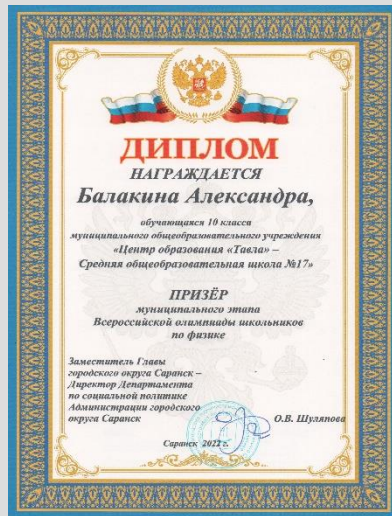 ДИПЛОМ
НАГРАЖДАЕТСЯ
Балакина Александра,
обучающаяся 10 класса
муниципального общеобразовательного учреждения
«Центр образования «Тавла» –
Средняя общеобразовательная школа №17»
ПРИЗЁР
муниципального этапа
Всероссийской олимпиады школьников
по физике
Заместитель Главы
городского округа Саранск –
Директор Департамента
по социальной политике
Администрации городского
округа Саранск
О.В. Шуляпова
Саранск 2022 г.